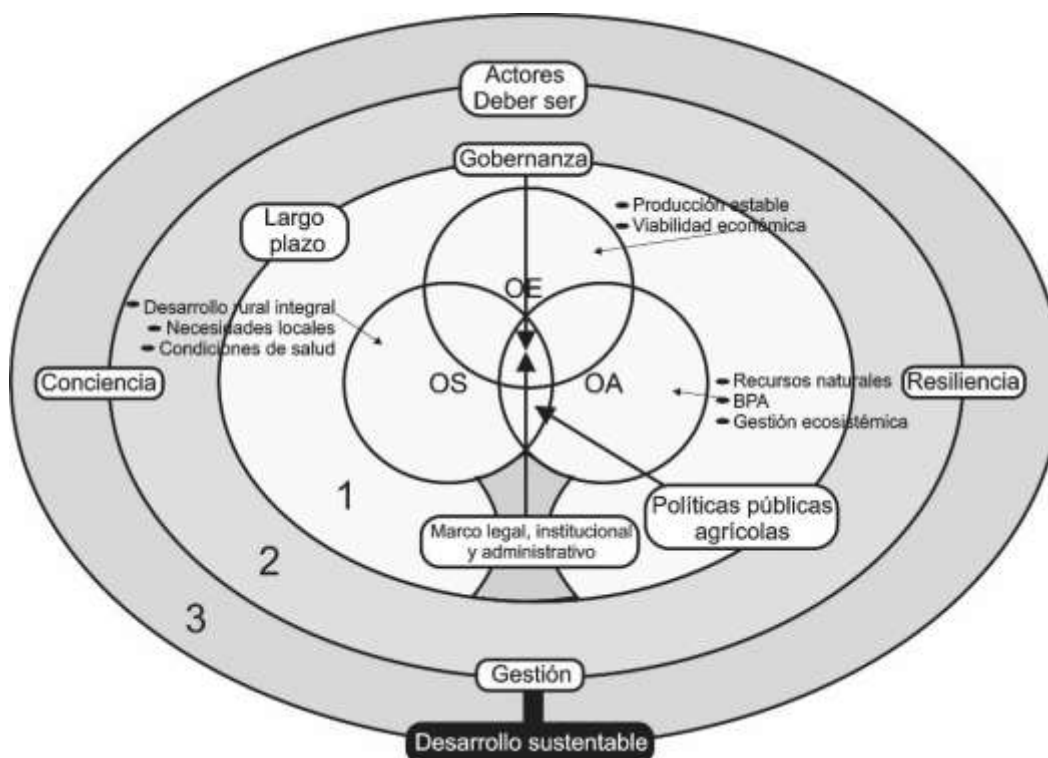 Actores
Deber ser
Gobernanza
Largo
plazo
Producción estable
Viabilidad económica
OE
Desarrollo rural integral
Necesidades locales
Condiciones de salud
Conciencia
OS
OA
Recursos naturales
BPA
Gestión ecosistémica
Resiliencia
1
2
3
Marco legal, institucional
y administrativo
Políticas públicas
agrícolas
Gestión
Desarrollo sustentable